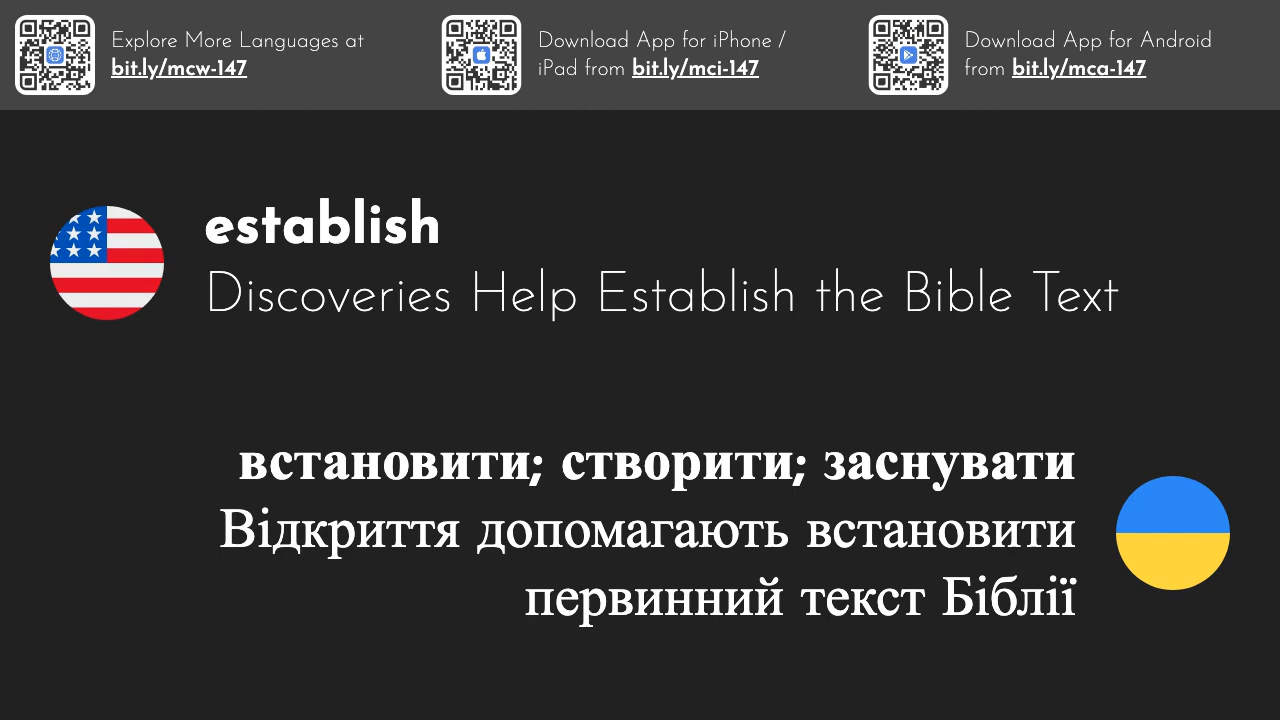 Explore More Languages at
bit.ly/mcw-147
Download App for iPhone /
iPad from bit.ly/mci-147
Download App for Android
from bit.ly/mca-147
establish
Discoveries Help Establish the Bible Text
встановити; створити; заснувати
Відкриття допомагають встановити
первинний текст Біблії